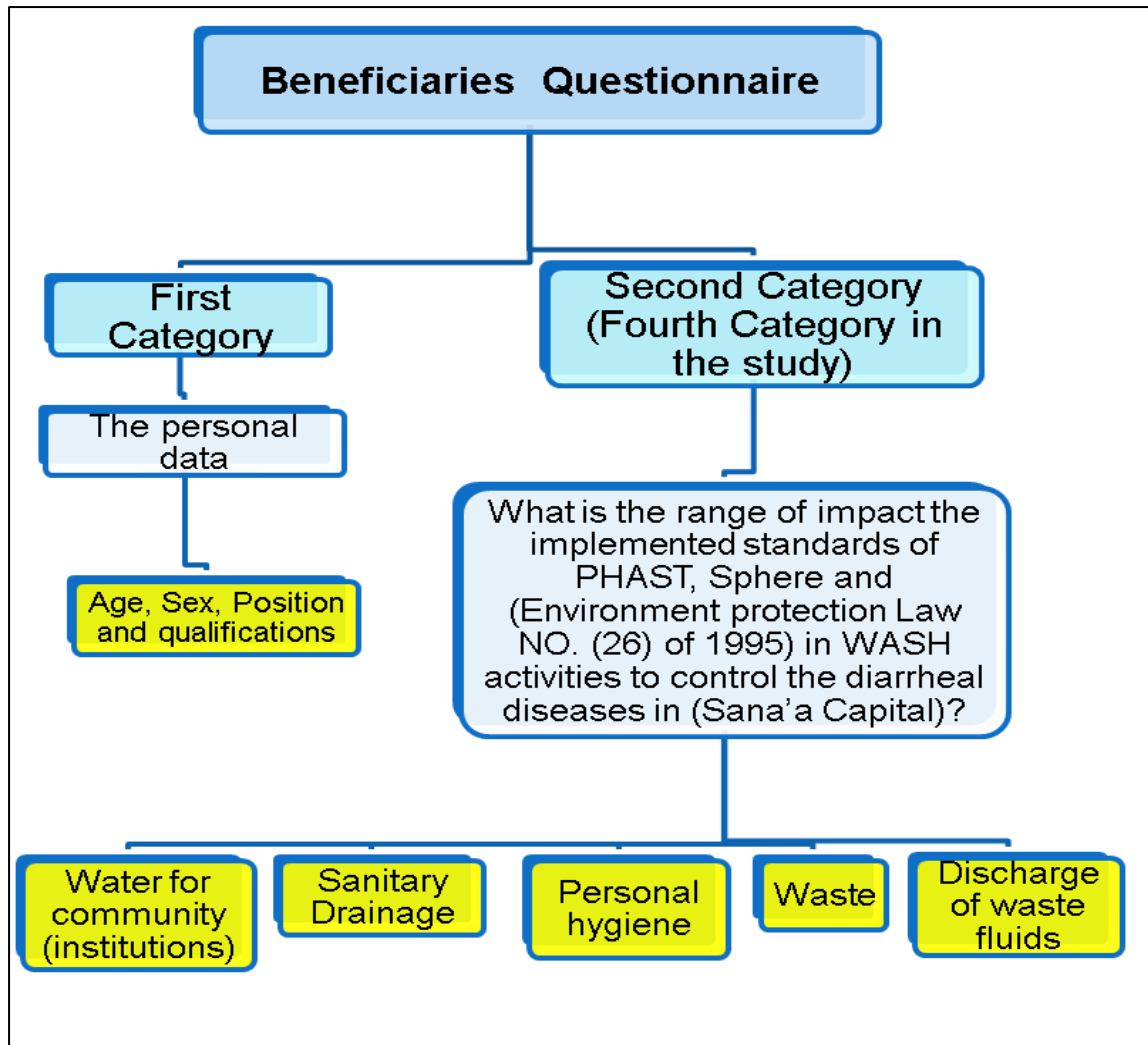 Beneficiaries Questionnaire
First
Category
Second Category
(Fourth Category in
the study)
The personal
data
What is the range of impact the
implemented standards of
PHAST, Sphere and
(Environment protection Law
NO. (26) of 1995) in WASH
activities to control the diarrheal
diseases in (Sana'a Capital)?
Age, Sex, Position
and qualifications
Water for
community
(institutions)
Sanitary
Drainage
Personal
hygiene
Waste
Discharge
of waste
fluids